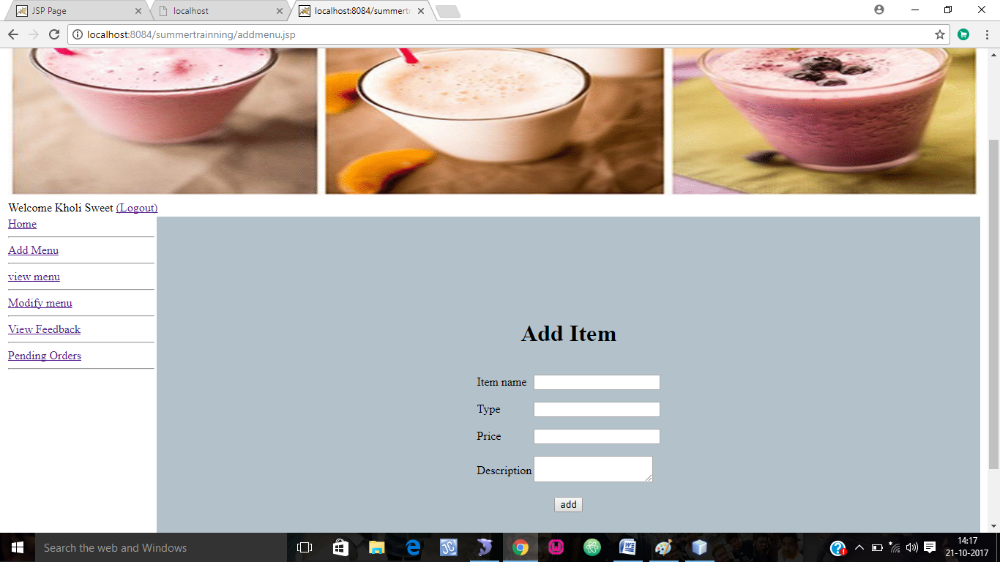 JSP Page
localhost
localhost:8084/summertr
localhost:8084/summertrainning/addmenu.jsp
Welcome Kholi Sweet (Logout)
Home
Add Menu
view menu
Modify menu
View Feedback
Pending Orders
Add Item
Item name
Type
Price
Description
add
Search the web and Windows
14:17
21-10-2017